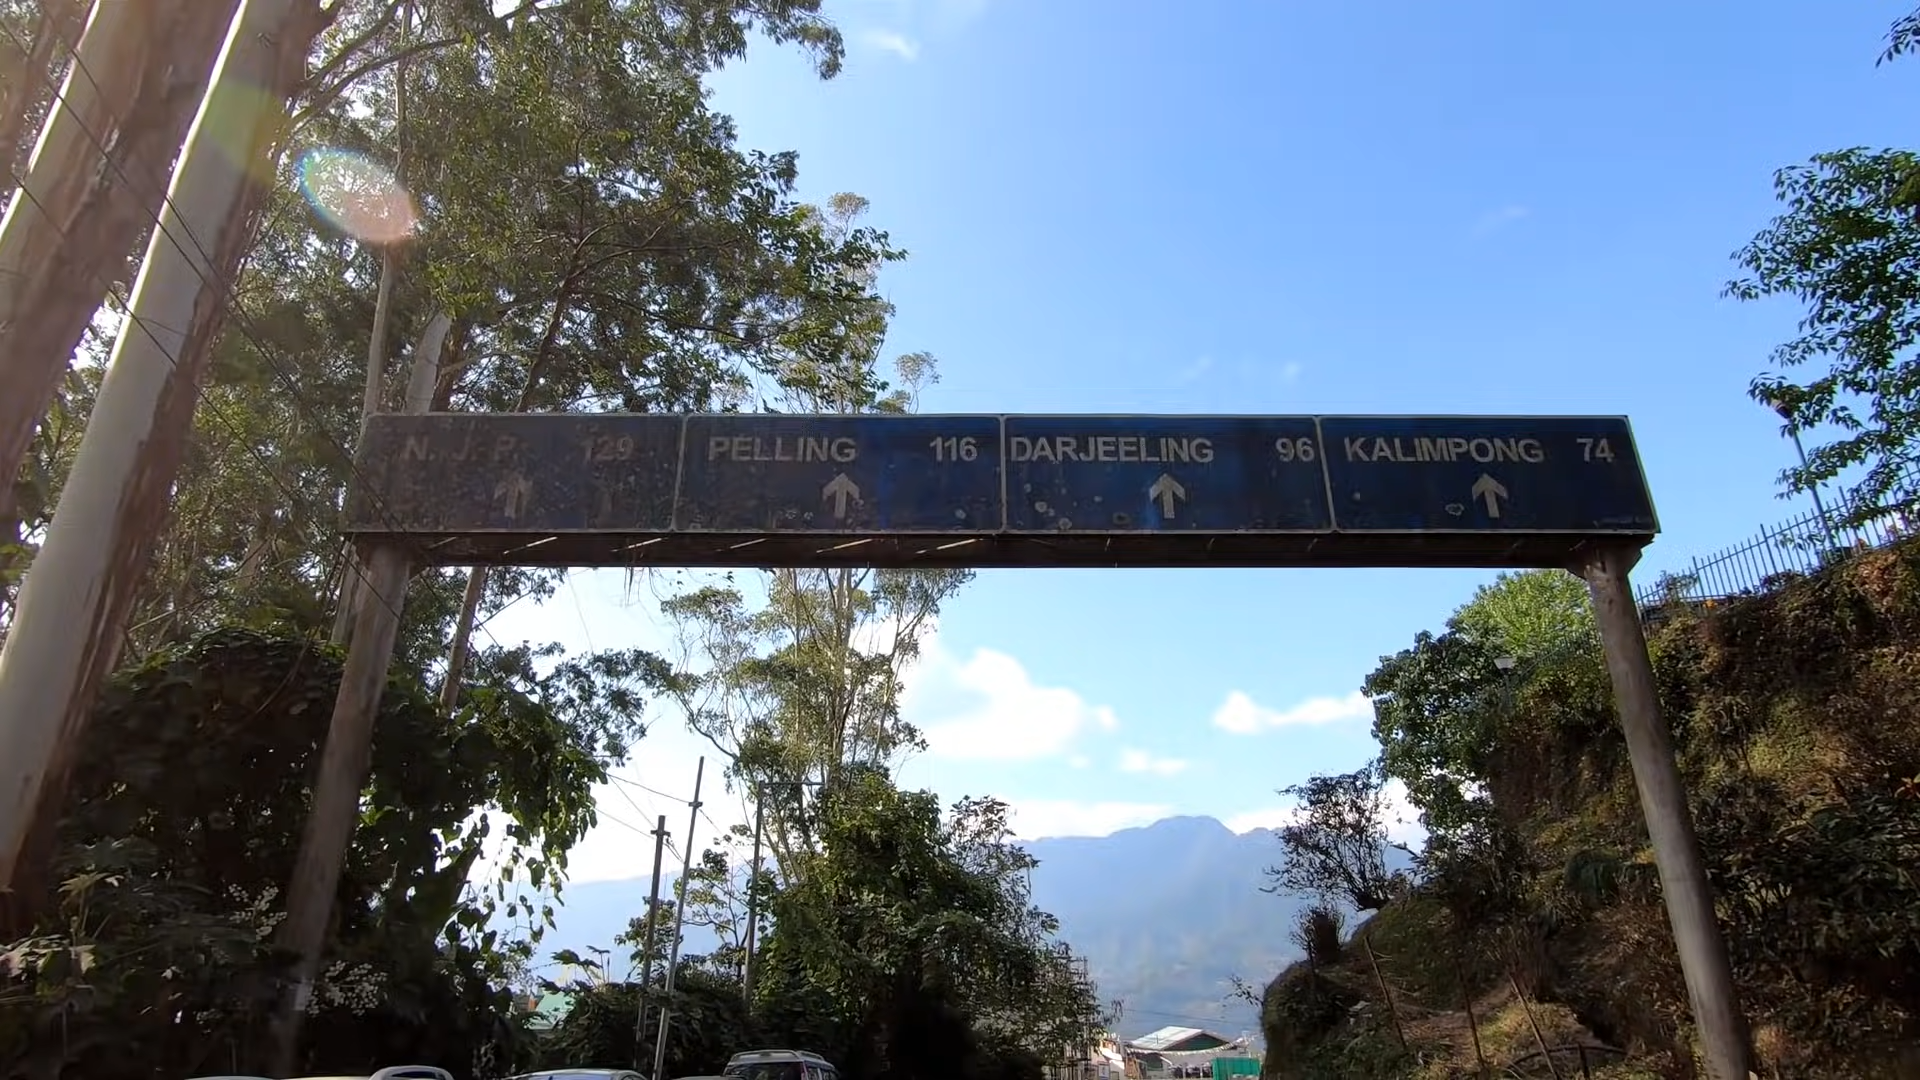 N. J. P. 129
PELLING 116
DARJEELING 96
KALIMPONG 74